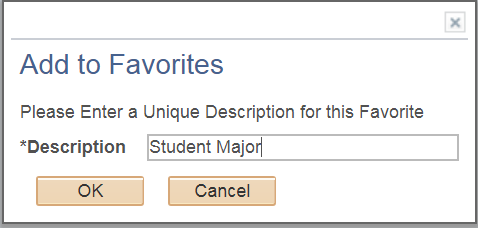 Add to Favorites
Please Enter a Unique Description for this Favorite
*Description Student Major
OK Cancel